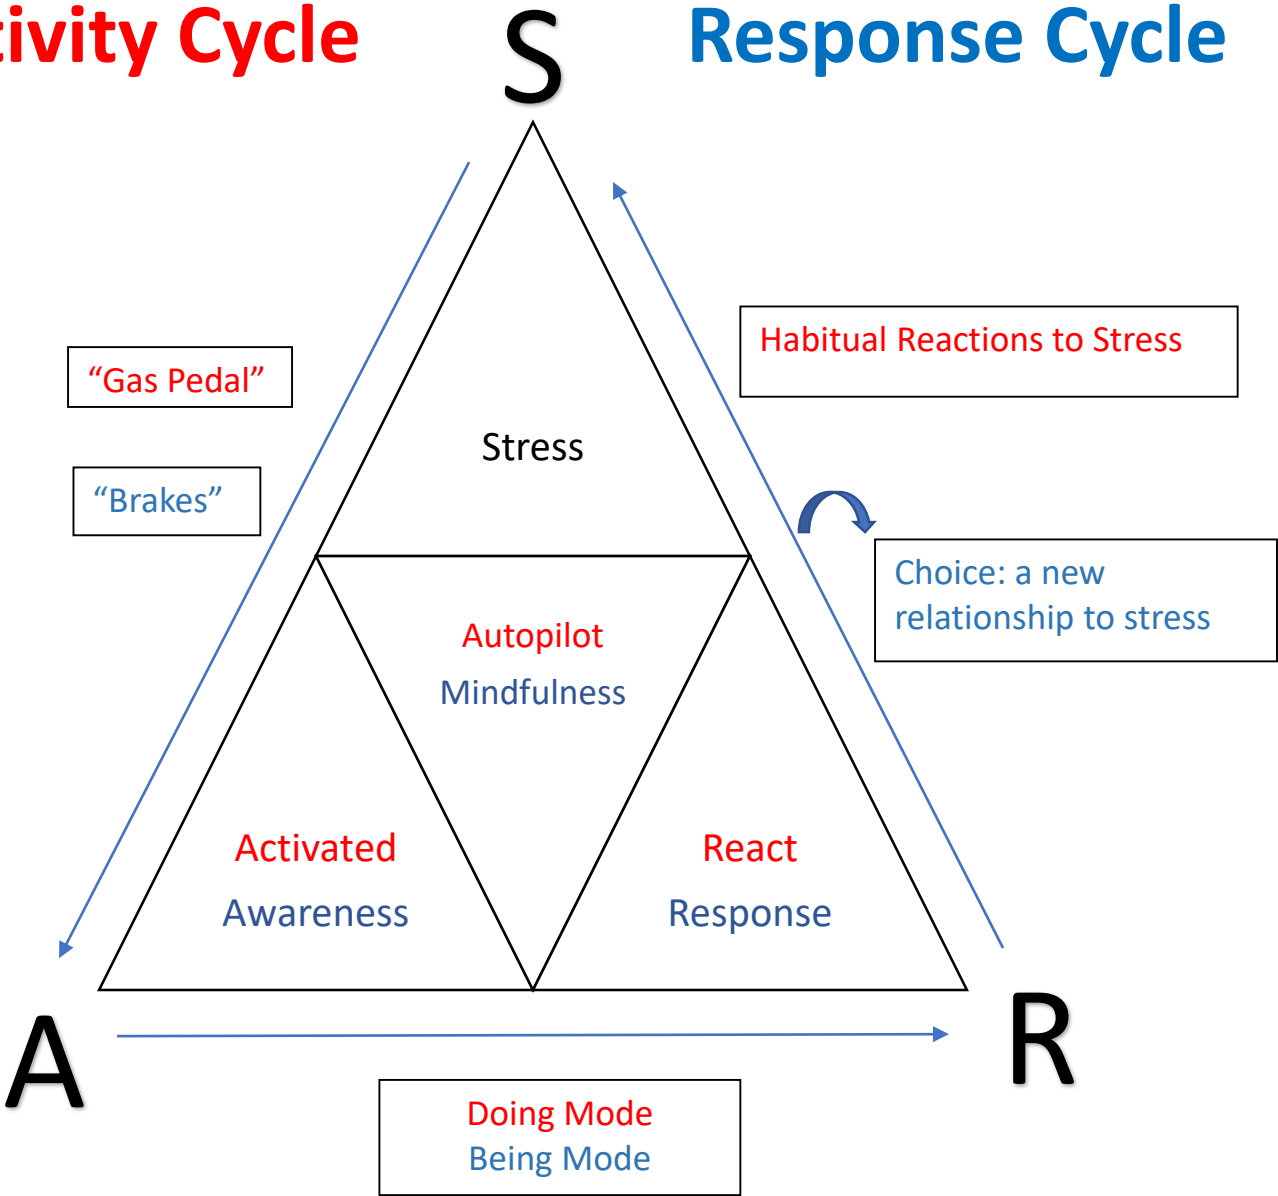 tivity Cycle
S
Response Cycle
Habitual Reactions to Stress
“Gas Pedal”
Stress
“Brakes”
Choice: a new
relationship to stress
Autopilot
Mindfulness
Activated
Awareness
React
Response
A
R
Doing Mode
Being Mode